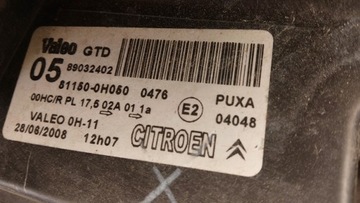 Valeo GTD
05 89032402
81150-0H050 0476
00HC/R PL 17,5 02A 01 1a E2 PUXA
04048
VALEO 0H-11
28/06/2008 12h07 CITROËN